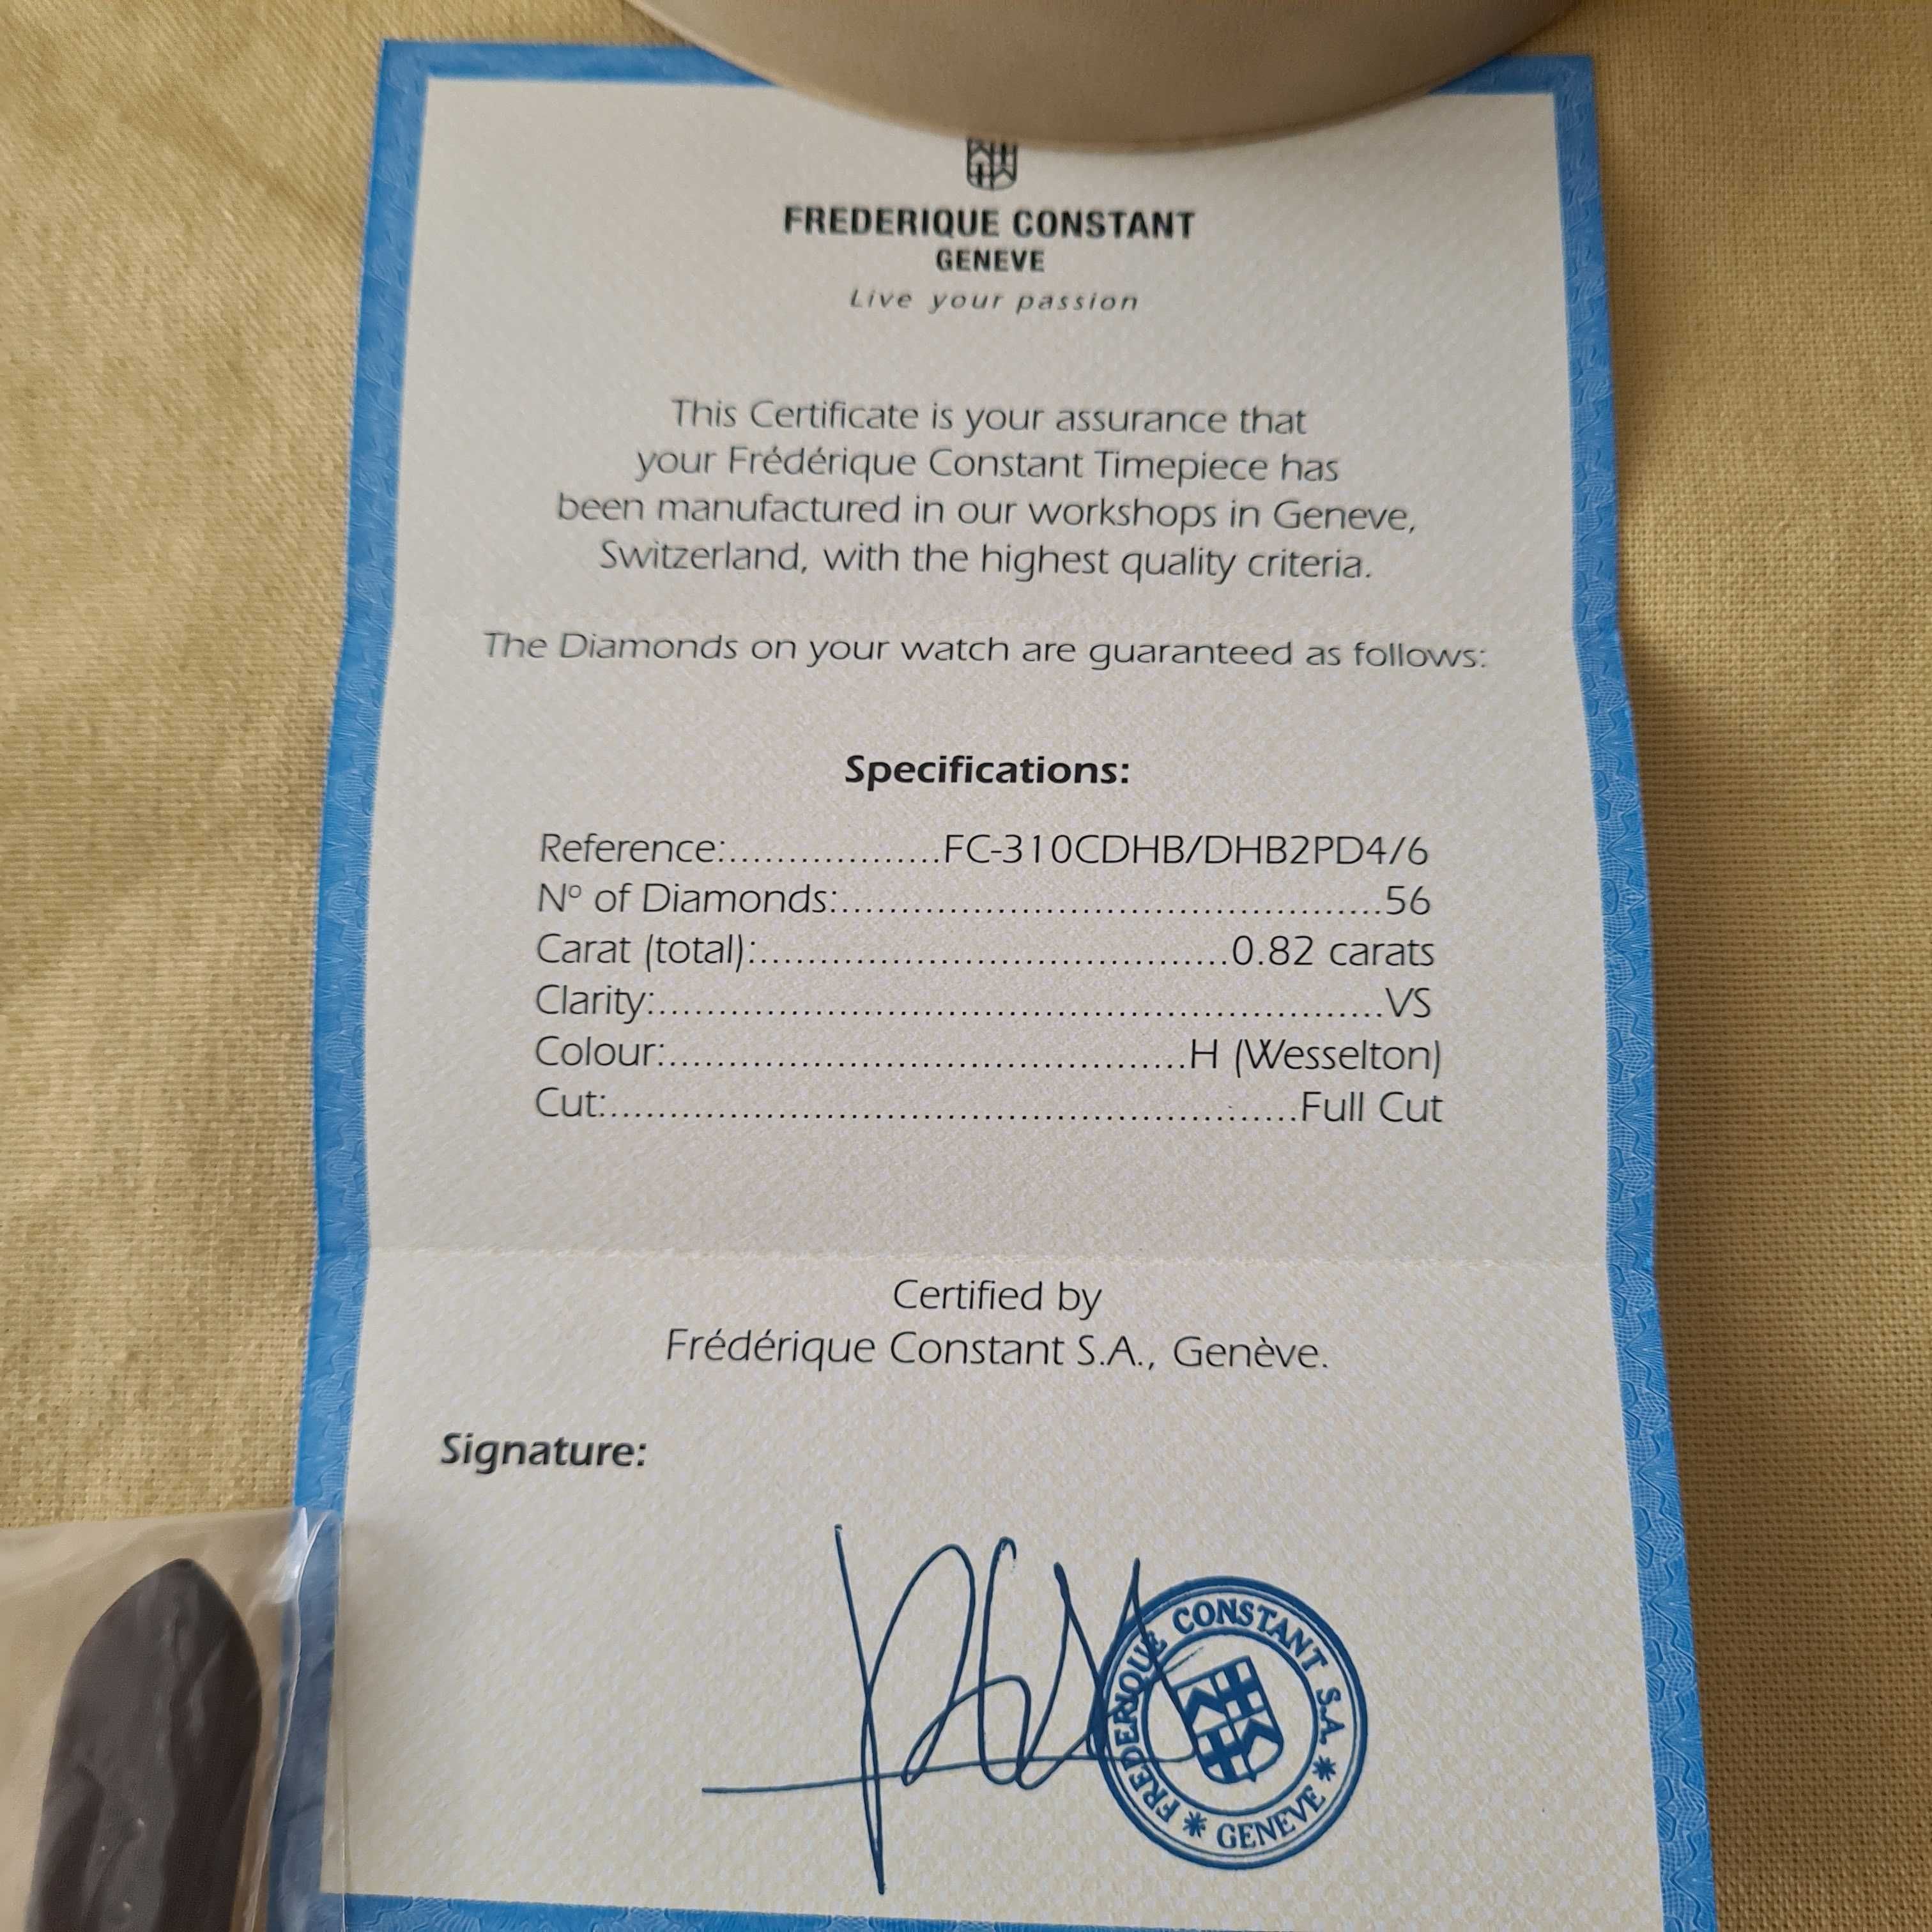 FREDERIQUE CONSTANT
GENEVE
Live your passion
This Certificate is your assurance that
your Frédérique Constant Timepiece has
been manufactured in our workshops in Geneve,
Switzerland, with the highest quality criteria.
The Diamonds on your watch are guaranteed as follows:
Specifications:
Reference:..................FC-310CDHB/DHB2PD4/6
Nº of Diamonds:..............................................56
Carat (total):.......................................0.82 carats
Clarity:.............................................................VS
Colour:...........................................H (Wesselton)
Cut:..........................................................Full Cut
Certified by
Frédérique Constant S.A., Genève.
Signature:
FREDERIQUE CONSTANT S.A. * GENEVE *